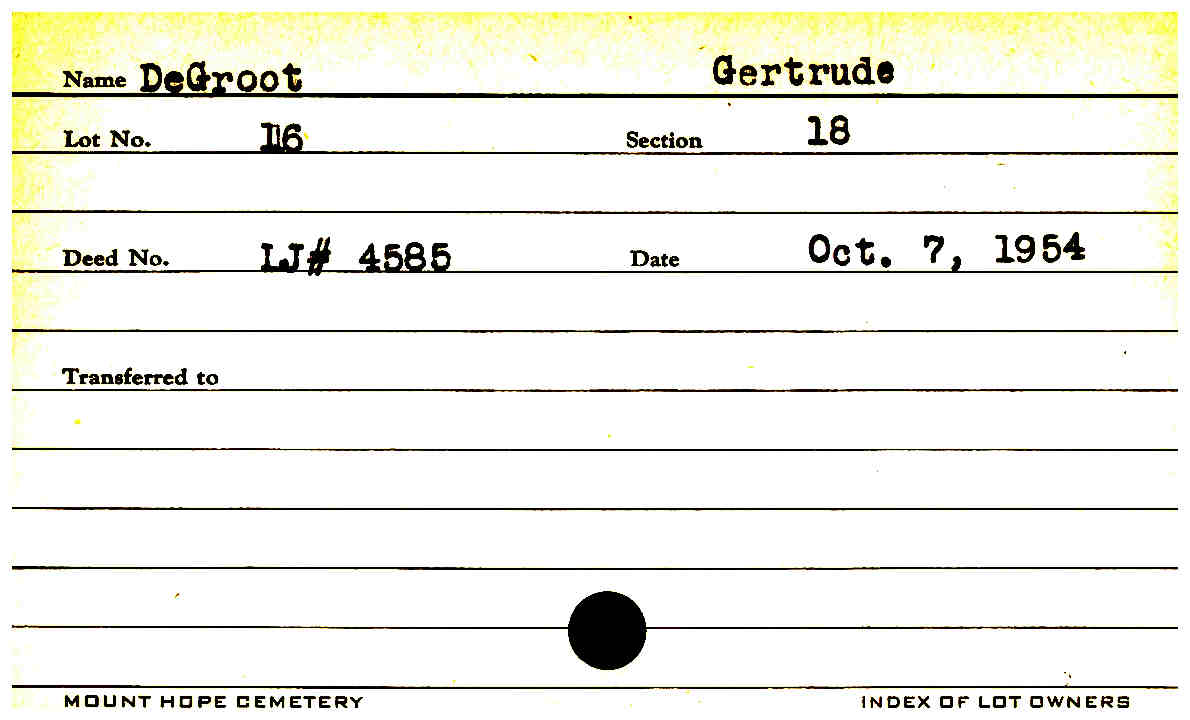 Name DeGroot Gertrude
Lot No. Section 18
Deed No. LJ# 4585 Date Oct. 7, 1954
Transferred to
MOUNT HOPE CEMETERY INDEX OF LOT OWNERS